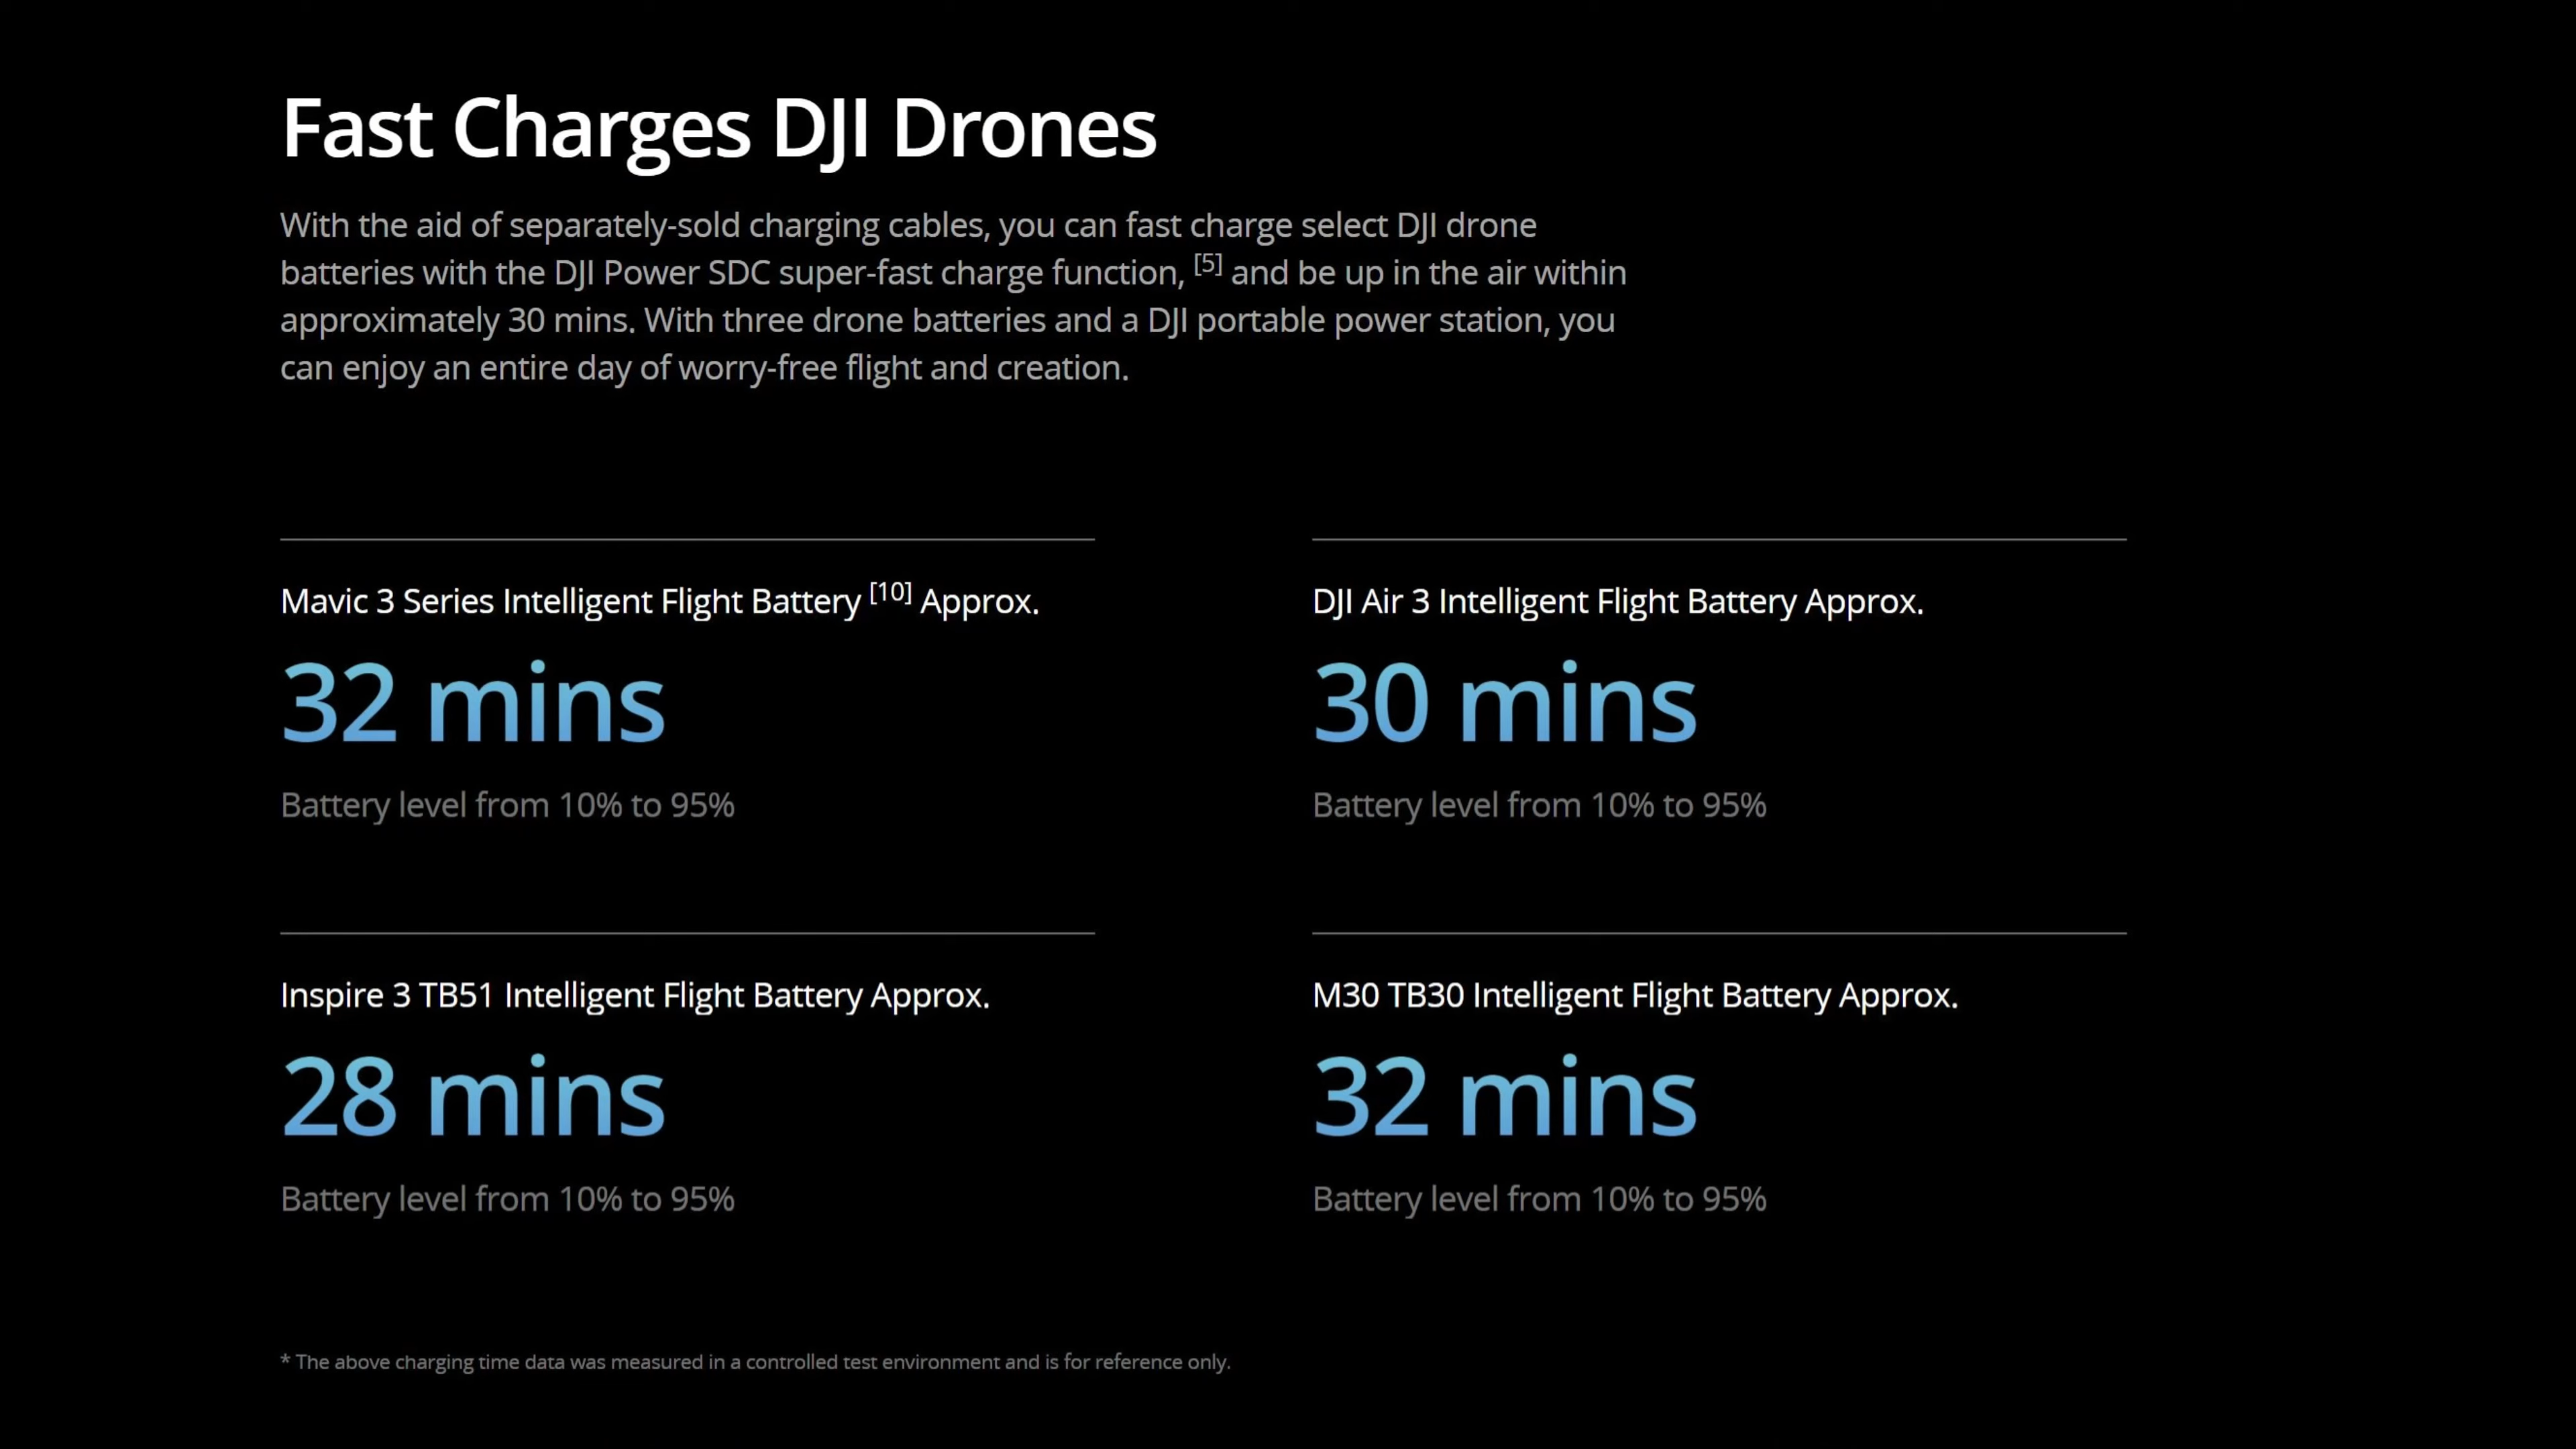 Fast Charges DJI Drones
With the aid of separately-sold charging cables, you can fast charge select DJI drone
batteries with the DJI Power SDC super-fast charge function, [5] and be up in the air within
approximately 30 mins. With three drone batteries and a DJI portable power station, you
can enjoy an entire day of worry-free flight and creation.
Mavic 3 Series Intelligent Flight Battery [10] Approx.
32 mins
Battery level from 10% to 95%
DJI Air 3 Intelligent Flight Battery Approx.
30 mins
Battery level from 10% to 95%
Inspire 3 TB51 Intelligent Flight Battery Approx.
28 mins
Battery level from 10% to 95%
M30 TB30 Intelligent Flight Battery Approx.
32 mins
Battery level from 10% to 95%
* The above charging time data was measured in a controlled test environment and is for reference only.